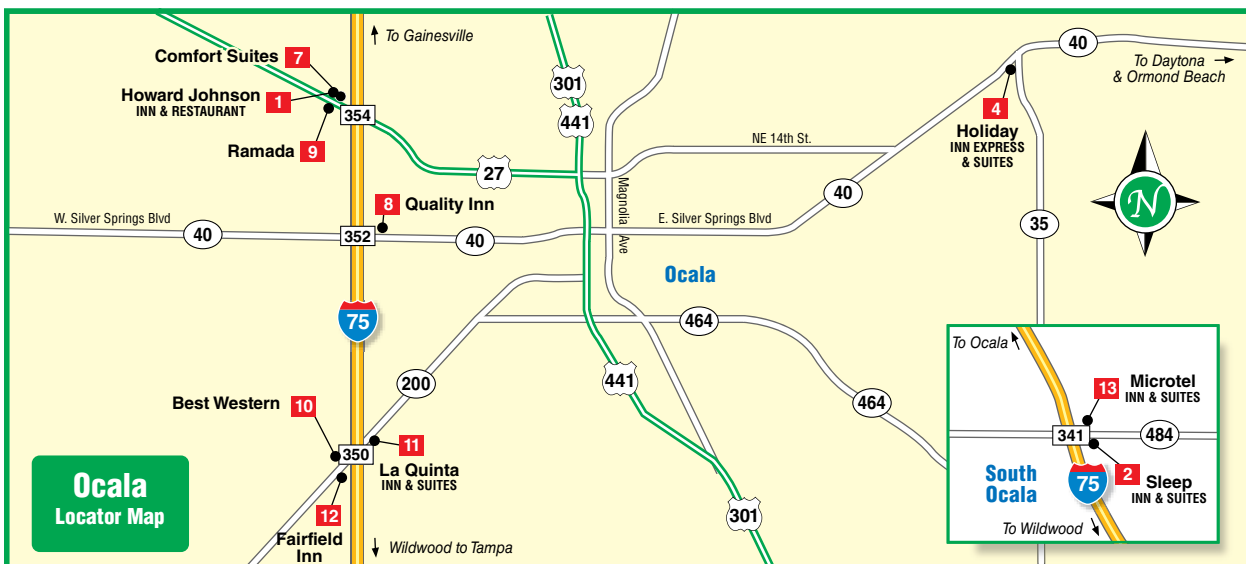 To Gainesville
Comfort Suites 7
Howard Johnson 1
INN & RESTAURANT
Ramada 9
354
27
301
441
NE 14th St.
40
To Daytona
& Ormond Beach
4
Holiday
INN EXPRESS
& SUITES
N
W. Silver Springs Blvd
40
352
8 Quality Inn
40
Magnolia Ave
E. Silver Springs Blvd
40
35
Ocala
75
464
200
441
464
Best Western 10
350
11
La Quinta
INN & SUITES
12
Fairfield
Inn
301
Wildwood to Tampa
Ocala
Locator Map
To Ocala
13 Microtel
INN & SUITES
341
484
South
Ocala
75
2 Sleep
INN & SUITES
To Wildwood